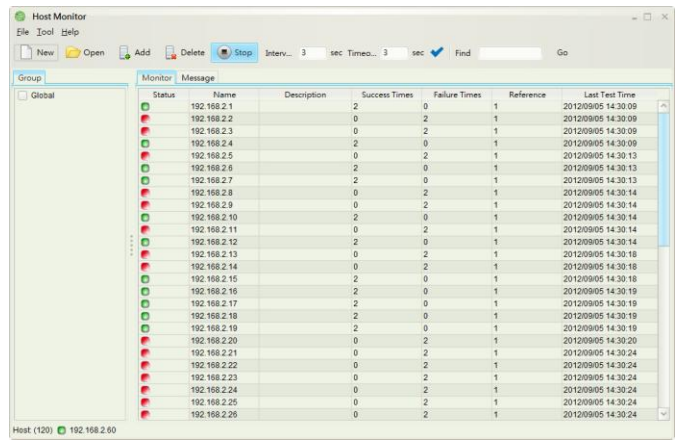 Host Monitor
File Tool Help
New Open Add Delete Stop Interv... 3 sec Timeo... 3 sec Find Go
Group Monitor Message
Global Status Name Description Success Times Failure Times Reference Last Test Time
192.168.2.1 2 0 1 2012/09/05 14:30:09
192.168.2.2 0 2 1 2012/09/05 14:30:09
192.168.2.3 0 2 1 2012/09/05 14:30:09
192.168.2.4 2 0 1 2012/09/05 14:30:09
192.168.2.5 0 2 1 2012/09/05 14:30:13
192.168.2.6 2 0 1 2012/09/05 14:30:13
192.168.2.7 2 0 1 2012/09/05 14:30:13
192.168.2.8 0 2 1 2012/09/05 14:30:14
192.168.2.9 0 2 1 2012/09/05 14:30:14
192.168.2.10 2 0 1 2012/09/05 14:30:14
192.168.2.11 0 2 1 2012/09/05 14:30:14
192.168.2.12 2 0 1 2012/09/05 14:30:14
192.168.2.13 0 2 1 2012/09/05 14:30:18
192.168.2.14 0 2 1 2012/09/05 14:30:18
192.168.2.15 2 0 1 2012/09/05 14:30:18
192.168.2.16 2 0 1 2012/09/05 14:30:19
192.168.2.17 2 0 1 2012/09/05 14:30:19
192.168.2.18 2 0 1 2012/09/05 14:30:19
192.168.2.19 2 0 1 2012/09/05 14:30:19
192.168.2.20 0 2 1 2012/09/05 14:30:20
192.168.2.21 0 2 1 2012/09/05 14:30:24
192.168.2.22 0 2 1 2012/09/05 14:30:24
192.168.2.23 0 2 1 2012/09/05 14:30:24
192.168.2.24 0 2 1 2012/09/05 14:30:24
192.168.2.25 0 2 1 2012/09/05 14:30:24
192.168.2.26 0 2 1 2012/09/05 14:30:24
Host: (120) 192.168.2.60